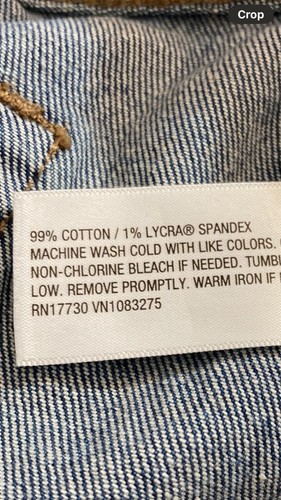 Crop
99% COTTON / 1% LYCRA® SPANDEX
MACHINE WASH COLD WITH LIKE COLORS.
NON-CHLORINE BLEACH IF NEEDED.
LOW. REMOVE PROMPTLY. WARM IRON IF
RN17730 VN1083275